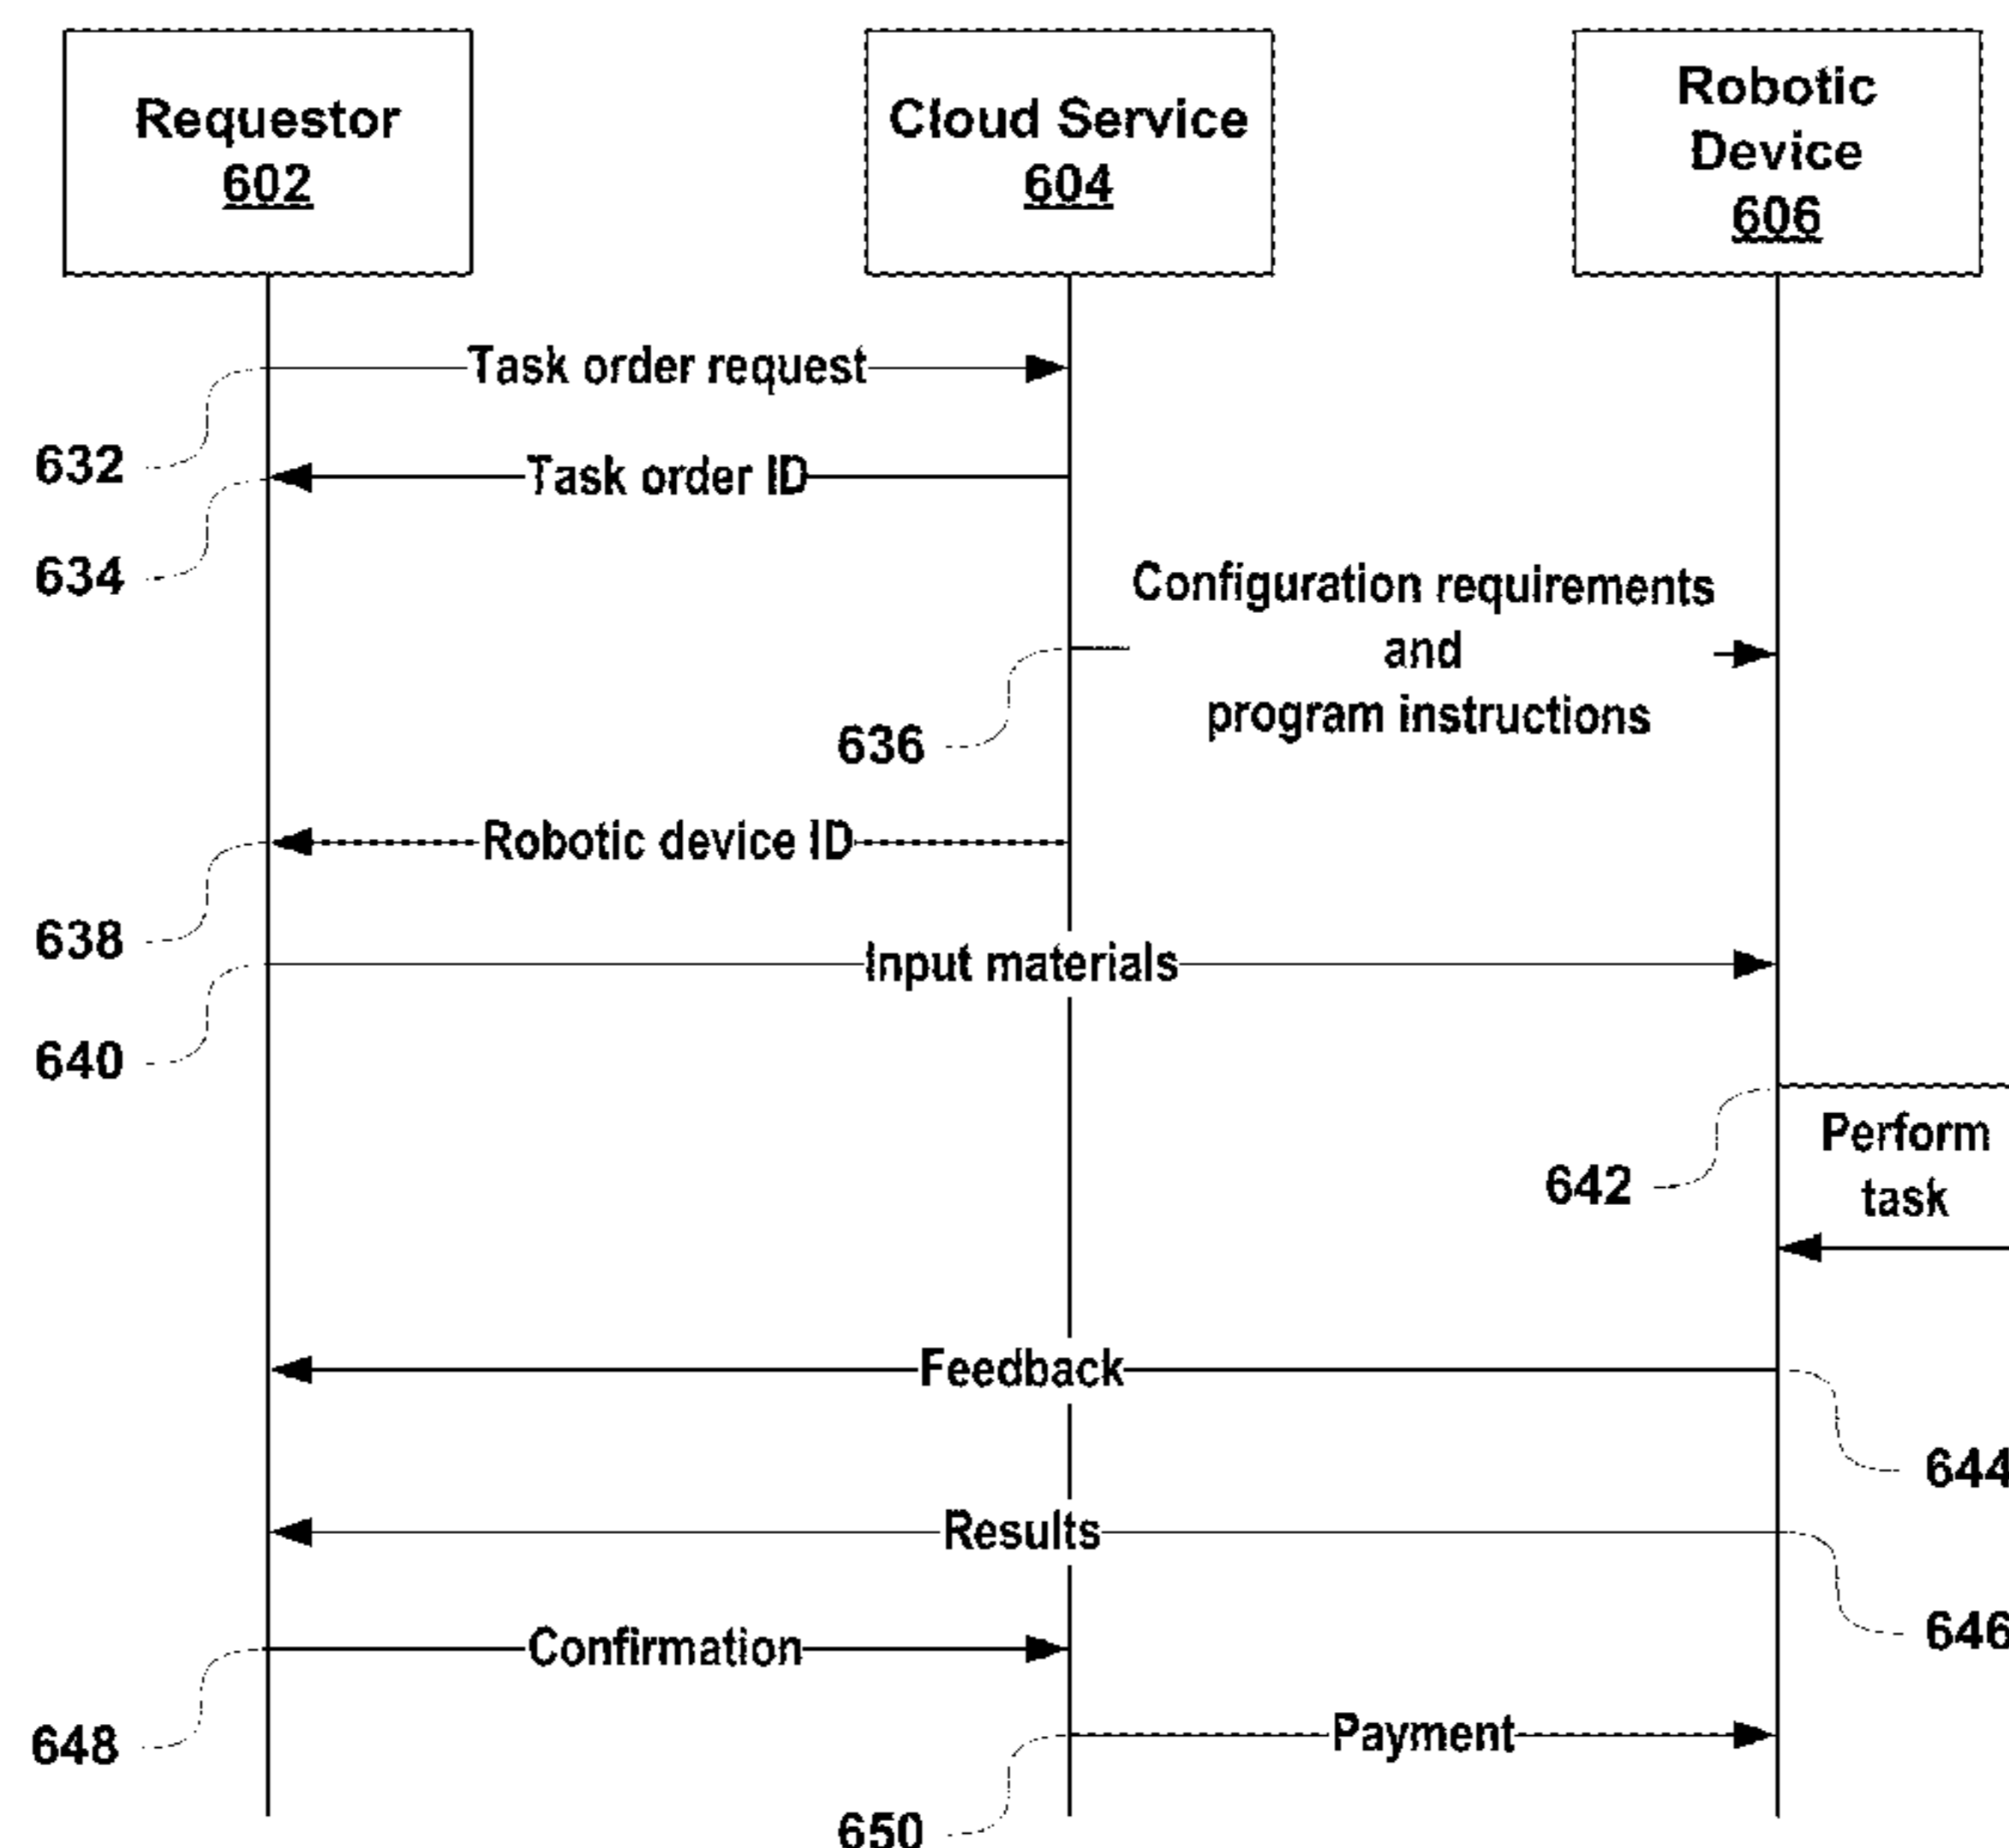 Requestor
602
Cloud Service
604
Robotic
Device
606
Task order request
632
Task order ID
634
Configuration requirements
and
program instructions
636
Robotic device ID
638
Input materials
640
Perform
task
642
Feedback
644
Results
646
Confirmation
648
Payment
650